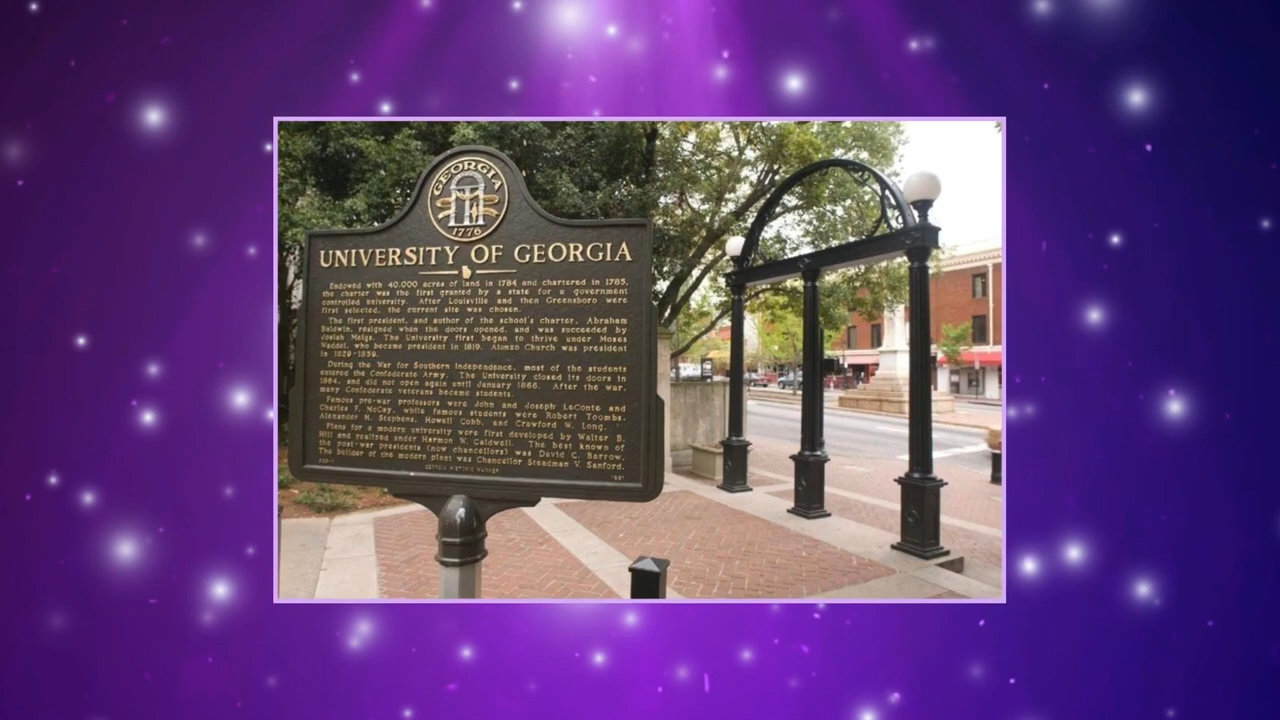 GEORGIA
1776
UNIVERSITY OF GEORGIA
Endowed with 40,000 acres of land in 1784 and chartered in 1785,
the charter was the first granted by a state for a government
controlled university. After Louisville and then Greensboro were
first selected, the current site was chosen.
The first president, and author of the school's charter, Abraham
Baldwin, resigned when the doors opened, and was succeeded by
Josiah Meigs. The University first began to thrive under Moses
Waddel, who became president in 1819. Alonzo Church was president
in 1829-1859.
During the War for Southern Independence, most of the students
entered the Confederate Army. The University closed its doors in
1864, and did not open again until January 1866. After the war,
many Confederate veterans became students.
Famous pre-war professors were John and Joseph LeConte and
Charles F. McCay, while famous students were Robert Toombs,
Alexander H. Stephens, Howell Cobb, and Crawford W. Long.
Plans for a modern university were first developed by Walter B.
Hill and realized under Harmon W. Caldwell. The best known of
the post-war presidents (now chancellors) was David C. Barrow.
The builder of the modern plant was Chancellor Steadman V. Sanford.
GEORGIA HISTORIC MARKER